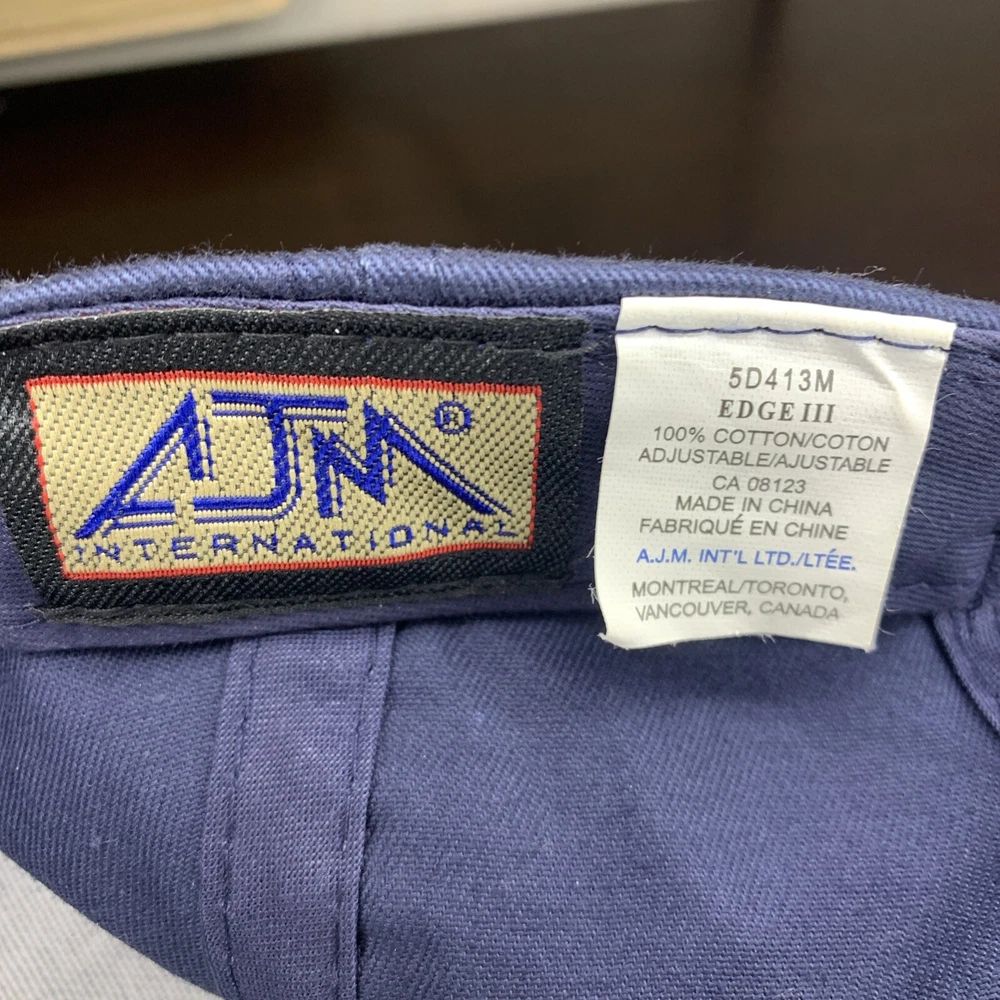 AJM ®
INTERNATIONAL
5D413M
EDGE III
100% COTTON/COTON
ADJUSTABLE/AJUSTABLE
CA 08123
MADE IN CHINA
FABRIQUÉ EN CHINE
A.J.M. INT'L LTD./LTÉE.
MONTREAL/TORONTO,
VANCOUVER, CANADA